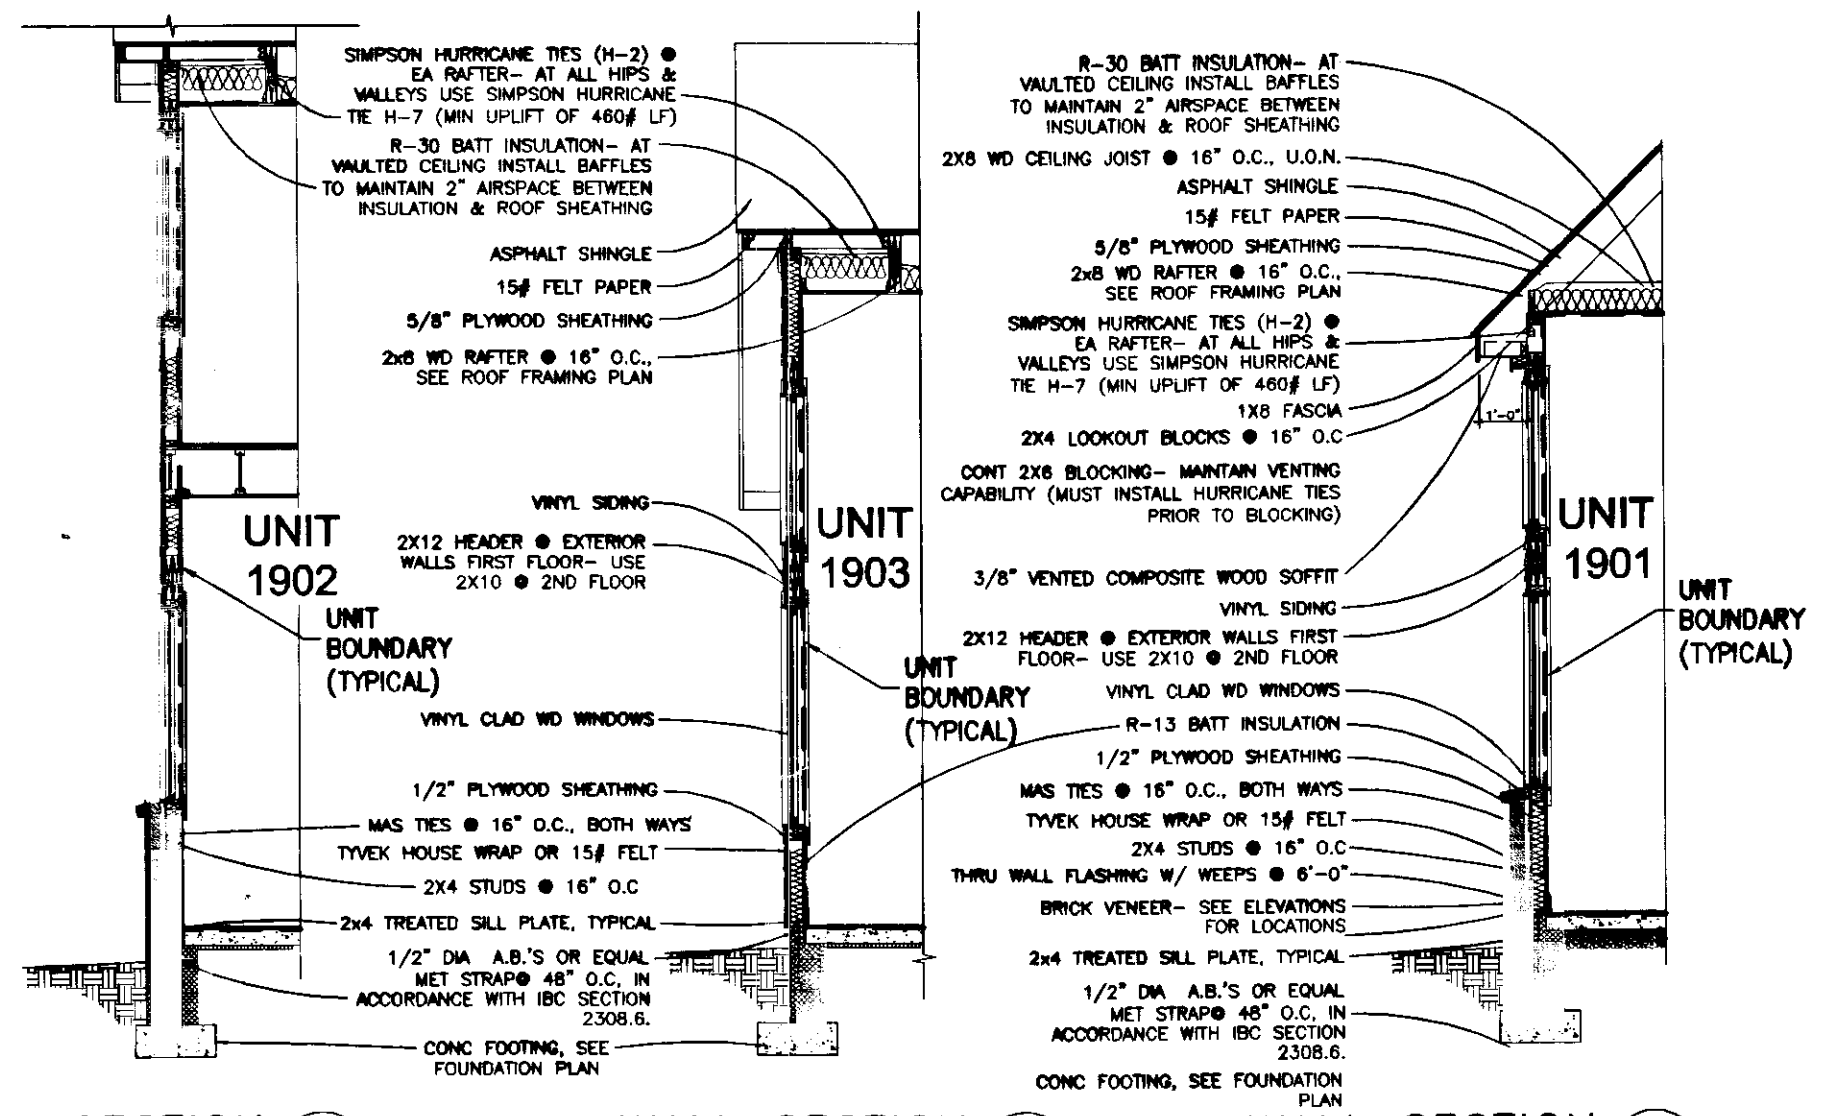 SIMPSON HURRICANE TIES (H-2) @
EA RAFTER- AT ALL HIPS &
VALLEYS USE SIMPSON HURRICANE
TIE H-7 (MIN UPLIFT OF 460# LF)
R-30 BATT INSULATION- AT
VAULTED CEILING INSTALL BAFFLES
TO MAINTAIN 2" AIRSPACE BETWEEN
INSULATION & ROOF SHEATHING
ASPHALT SHINGLE
15# FELT PAPER
5/8" PLYWOOD SHEATHING
2x6 WD RAFTER @ 16" O.C.,
SEE ROOF FRAMING PLAN
VINYL SIDING
2X12 HEADER @ EXTERIOR
WALLS FIRST FLOOR- USE
2X10 @ 2ND FLOOR
UNIT
1902
UNIT
BOUNDARY
(TYPICAL)
VINYL CLAD WD WINDOWS
1/2" PLYWOOD SHEATHING
MAS TIES @ 16" O.C., BOTH WAYS
TYVEK HOUSE WRAP OR 15# FELT
2X4 STUDS @ 16" O.C
2x4 TREATED SILL PLATE, TYPICAL
1/2" DIA A.B.'S OR EQUAL
MET STRAP@ 48" O.C, IN
ACCORDANCE WITH IBC SECTION
2308.6.
CONC FOOTING, SEE
FOUNDATION PLAN
UNIT
1903
UNIT
BOUNDARY
(TYPICAL)
R-30 BATT INSULATION- AT
VAULTED CEILING INSTALL BAFFLES
TO MAINTAIN 2" AIRSPACE BETWEEN
INSULATION & ROOF SHEATHING
2X8 WD CEILING JOIST @ 16" O.C., U.O.N.
ASPHALT SHINGLE
15# FELT PAPER
5/8" PLYWOOD SHEATHING
2x8 WD RAFTER @ 16" O.C.,
SEE ROOF FRAMING PLAN
SIMPSON HURRICANE TIES (H-2) @
EA RAFTER- AT ALL HIPS &
VALLEYS USE SIMPSON HURRICANE
TIE H-7 (MIN UPLIFT OF 460# LF)
1X8 FASCIA
1'-0"
2X4 LOOKOUT BLOCKS @ 16" O.C
CONT 2X6 BLOCKING- MAINTAIN VENTING
CAPABILITY (MUST INSTALL HURRICANE TIES
PRIOR TO BLOCKING)
3/8" VENTED COMPOSITE WOOD SOFFIT
VINYL SIDING
2X12 HEADER @ EXTERIOR WALLS FIRST
FLOOR- USE 2X10 @ 2ND FLOOR
VINYL CLAD WD WINDOWS
R-13 BATT INSULATION
1/2" PLYWOOD SHEATHING
MAS TIES @ 16" O.C., BOTH WAYS
TYVEK HOUSE WRAP OR 15# FELT
2X4 STUDS @ 16" O.C
THRU WALL FLASHING W/ WEEPS @ 6'-0"
BRICK VENEER- SEE ELEVATIONS
FOR LOCATIONS
2x4 TREATED SILL PLATE, TYPICAL
1/2" DIA A.B.'S OR EQUAL
MET STRAP@ 48" O.C, IN
ACCORDANCE WITH IBC SECTION
2308.6.
CONC FOOTING, SEE FOUNDATION
PLAN
UNIT
1901
UNIT
BOUNDARY
(TYPICAL)